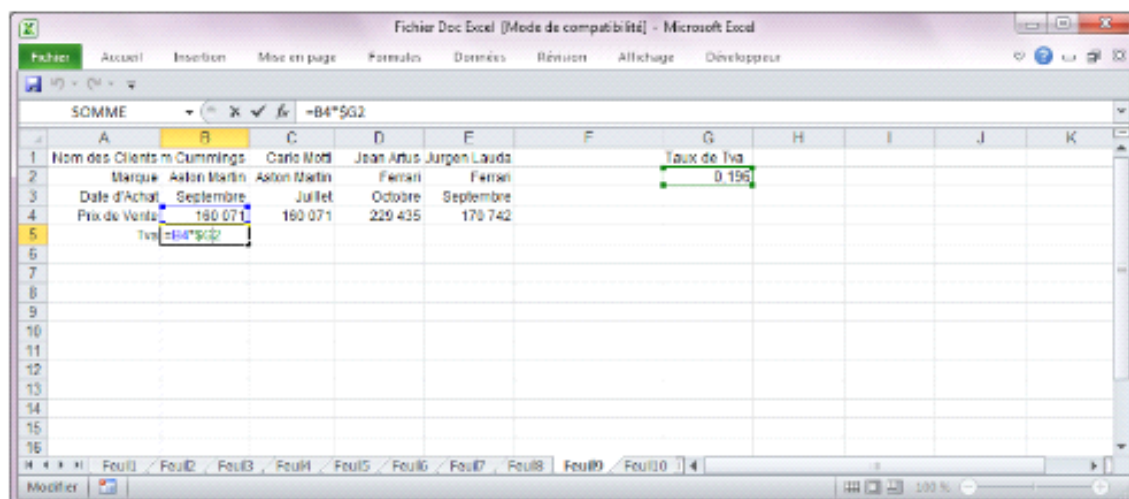 Fichier Doc Excel [Mode de compatibilité] - Microsoft Excel
Fichier Accueil Insertion Mise en page Formules Données Révision Affichage Développeur
SOMME fx =B4*$G2
A B C D E F G H I J K
1 Nom des Clients m Cummings Carlo Motti Jean Artus Jurgen Lauda Taux de Tva
2 Marque Aston Martin Aston Martin Ferrari Ferrari 0,196
3 Date d'Achat Septembre Juillet Octobre Septembre
4 Prix de Vente 160 071 160 071 229 435 170 742
5 Tva =B4*$G2
6
7
8
9
10
11
12
13
14
15
16
Feuil1 Feuil2 Feuil3 Feuil4 Feuil5 Feuil6 Feuil7 Feuil8 Feuil9 Feuil10
Modifier 100 %